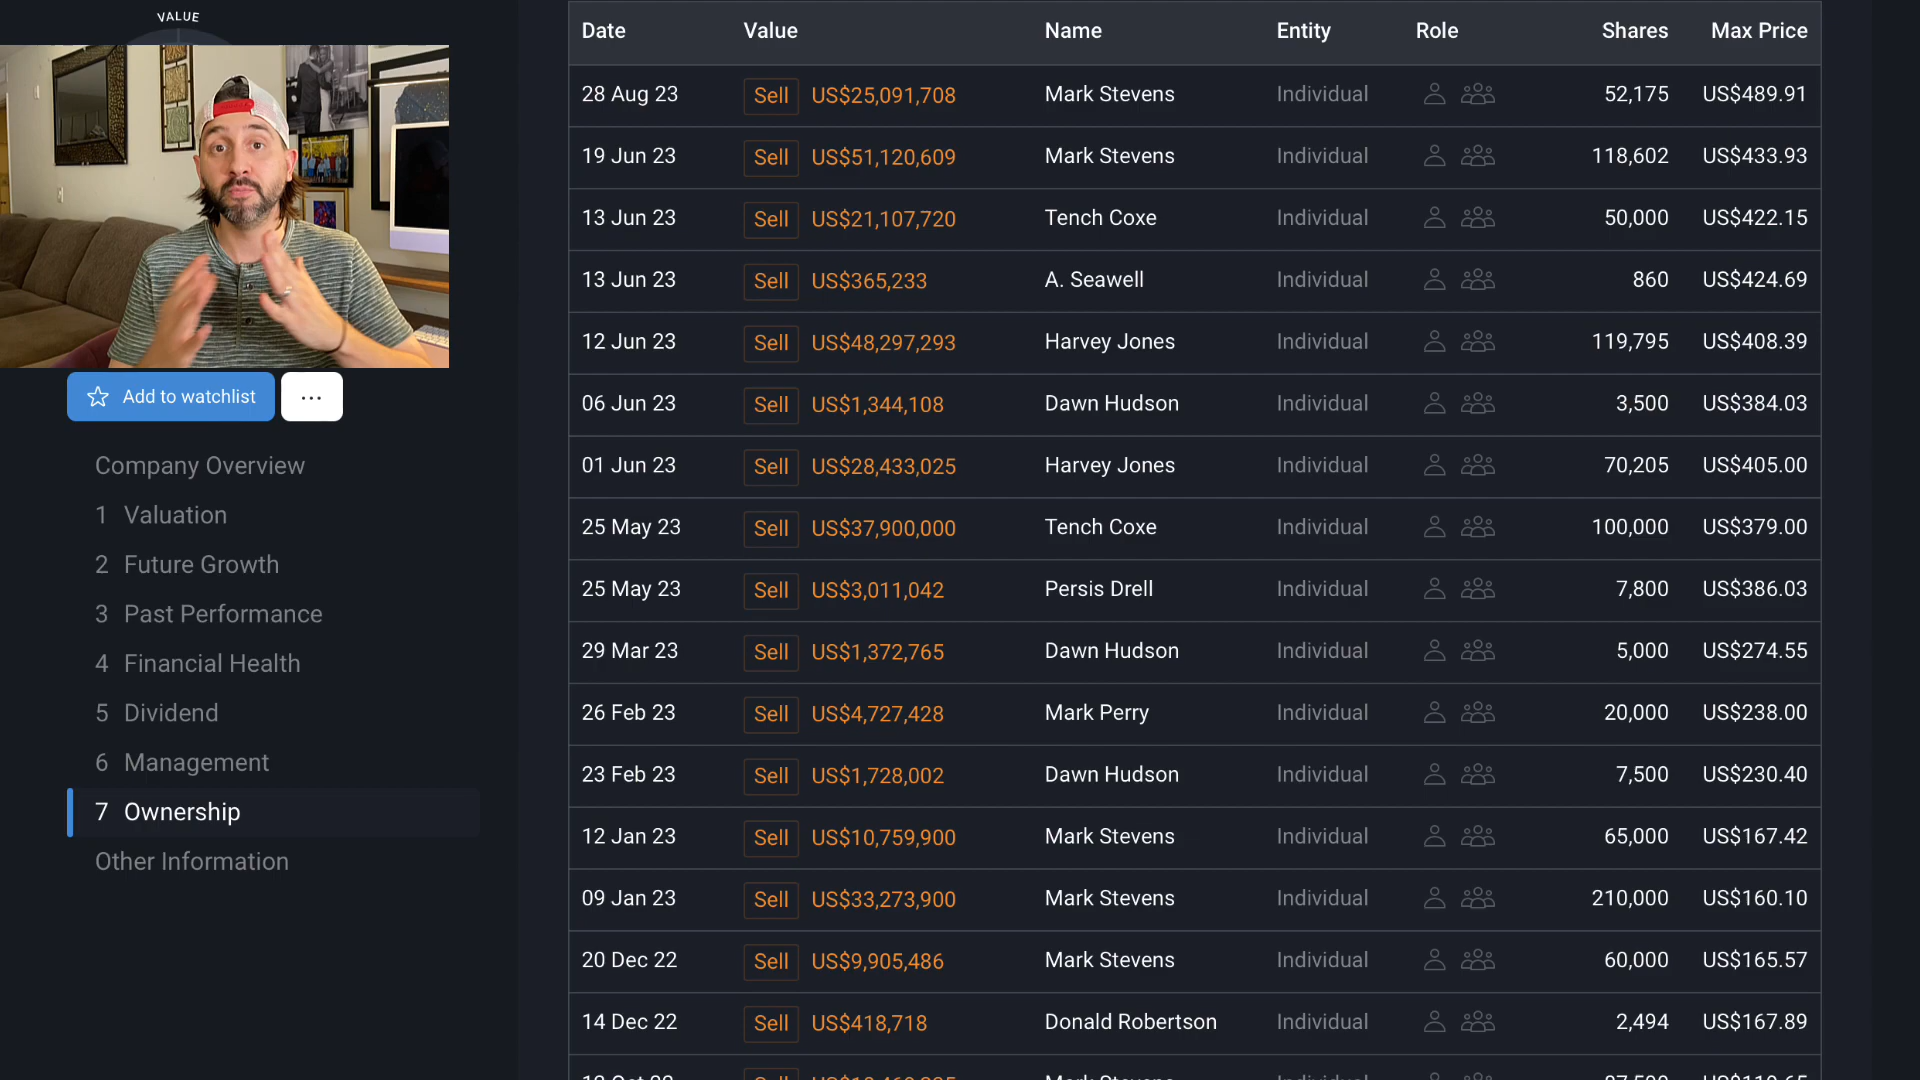 VALUE
Add to watchlist
...
Company Overview
1 Valuation
2 Future Growth
3 Past Performance
4 Financial Health
5 Dividend
6 Management
7 Ownership
Other Information
Date Value Name Entity Role Shares Max Price
28 Aug 23 Sell US$25,091,708 Mark Stevens Individual 52,175 US$489.91
19 Jun 23 Sell US$51,120,609 Mark Stevens Individual 118,602 US$433.93
13 Jun 23 Sell US$21,107,720 Tench Coxe Individual 50,000 US$422.15
13 Jun 23 Sell US$365,233 A. Seawell Individual 860 US$424.69
12 Jun 23 Sell US$48,297,293 Harvey Jones Individual 119,795 US$408.39
06 Jun 23 Sell US$1,344,108 Dawn Hudson Individual 3,500 US$384.03
01 Jun 23 Sell US$28,433,025 Harvey Jones Individual 70,205 US$405.00
25 May 23 Sell US$37,900,000 Tench Coxe Individual 100,000 US$379.00
25 May 23 Sell US$3,011,042 Persis Drell Individual 7,800 US$386.03
29 Mar 23 Sell US$1,372,765 Dawn Hudson Individual 5,000 US$274.55
26 Feb 23 Sell US$4,727,428 Mark Perry Individual 20,000 US$238.00
23 Feb 23 Sell US$1,728,002 Dawn Hudson Individual 7,500 US$230.40
12 Jan 23 Sell US$10,759,900 Mark Stevens Individual 65,000 US$167.42
09 Jan 23 Sell US$33,273,900 Mark Stevens Individual 210,000 US$160.10
20 Dec 22 Sell US$9,905,486 Mark Stevens Individual 60,000 US$165.57
14 Dec 22 Sell US$418,718 Donald Robertson Individual 2,494 US$167.89